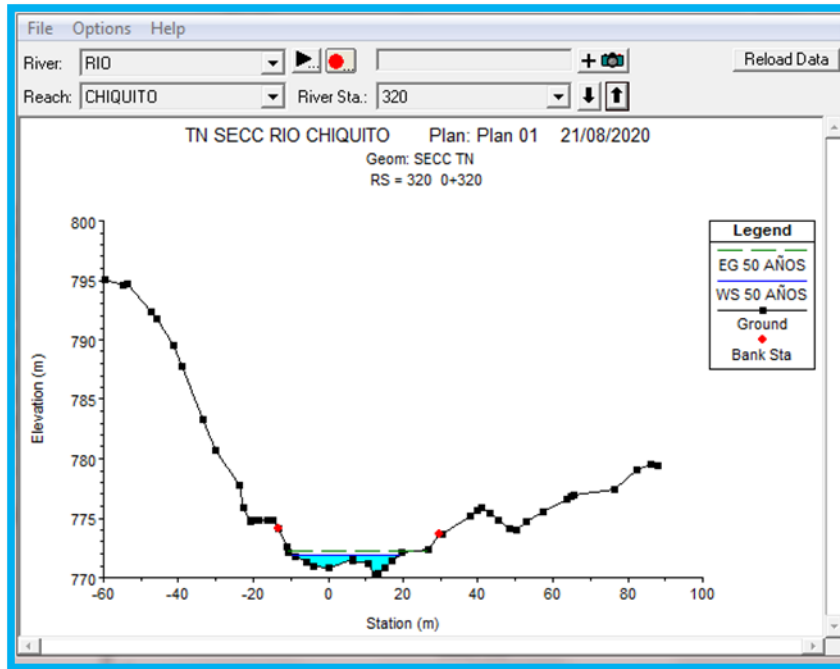 File Options Help
River: RIO ... ... + Reload Data
Reach: CHIQUITO River Sta.: 320
TN SECC RIO CHIQUITO Plan: Plan 01 21/08/2020
Geom: SECC TN
RS = 320 0+320
Legend
EG 50 AÑOS
WS 50 AÑOS
Ground
Bank Sta
Elevation (m)
800
795
790
785
780
775
770
-60 -40 -20 0 20 40 60 80 100
Station (m)